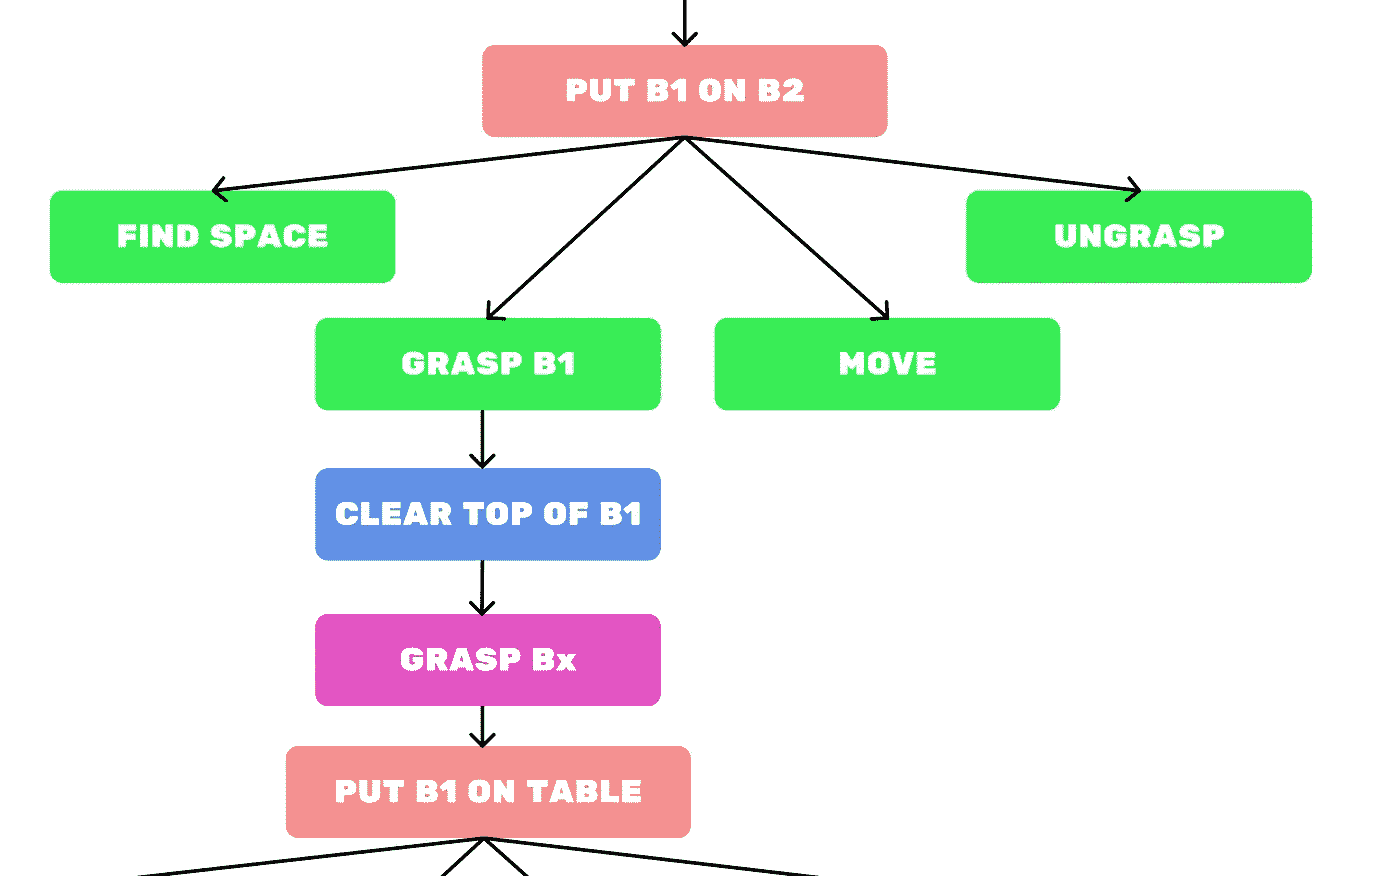 PUT B1 ON B2
FIND SPACE
UNGRASP
GRASP B1
MOVE
CLEAR TOP OF B1
GRASP Bx
PUT B1 ON TABLE